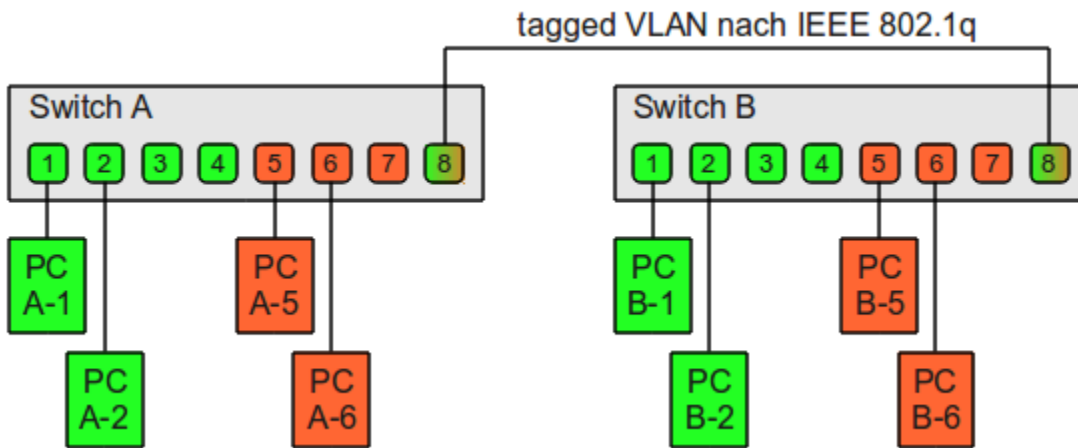 tagged VLAN nach IEEE 802.1q
Switch A
1 2 3 4 5 6 7 8
Switch B
1 2 3 4 5 6 7 8
PC
A-1
PC
A-5
PC
B-1
PC
B-5
PC
A-2
PC
A-6
PC
B-2
PC
B-6